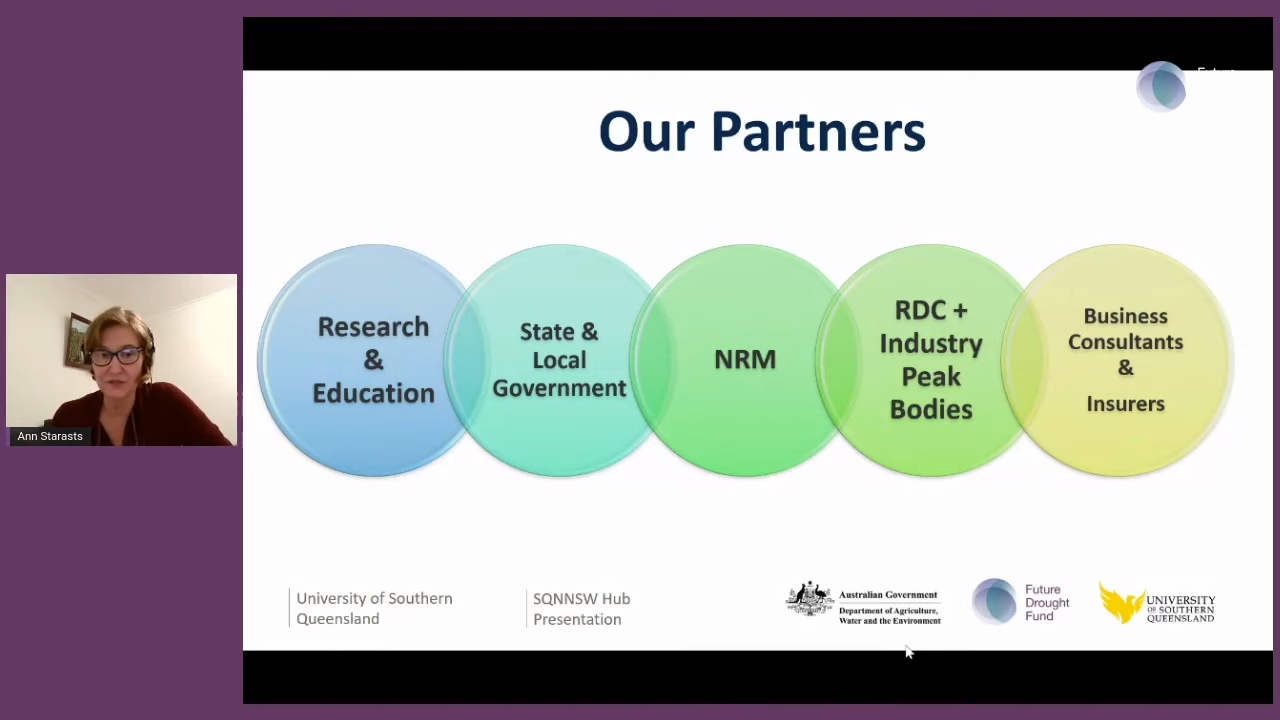 Our Partners
Research
&
Education
State &
Local
Government
NRM
RDC +
Industry
Peak
Bodies
Business
Consultants
&
Insurers
Ann Starasts
University of Southern
Queensland
SQNNSW Hub
Presentation
Australian Government
Department of Agriculture,
Water and the Environment
Future
Drought
Fund
UNIVERSITY
OF SOUTHERN
QUEENSLAND